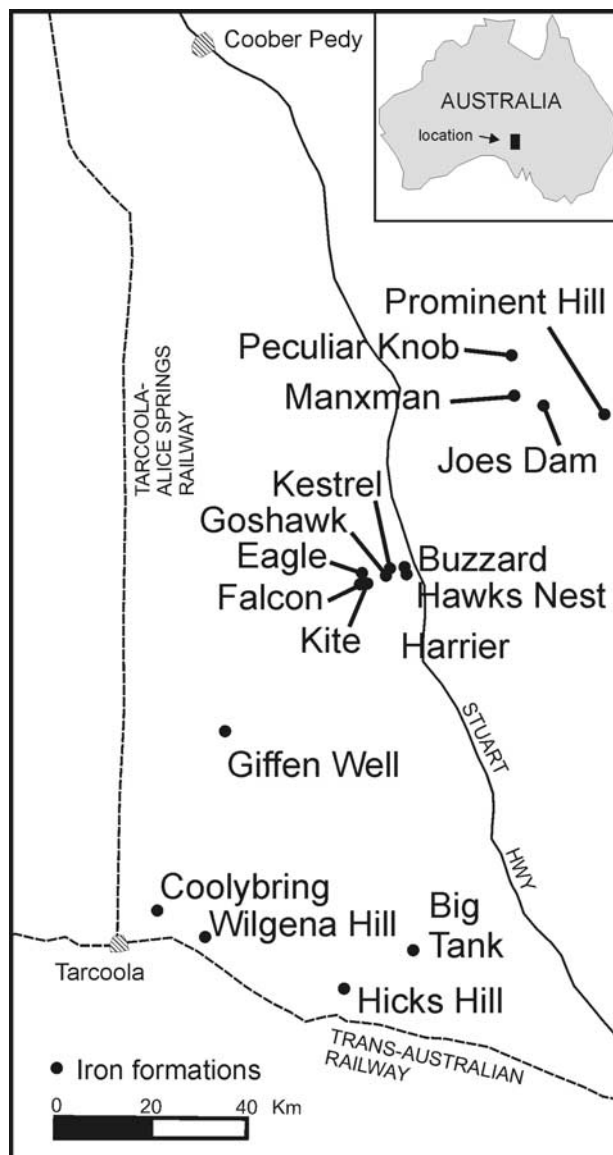 Coober Pedy
AUSTRALIA
location
Prominent Hill
Peculiar Knob
Manxman
Joes Dam
TARCOOLA-
ALICE SPRINGS
RAILWAY
Kestrel
Goshawk
Eagle
Buzzard
Falcon
Hawks Nest
Kite
Harrier
STUART
HWY
Giffen Well
Coolybring
Wilgena Hill
Big
Tank
Tarcoola
Hicks Hill
TRANS-AUSTRALIAN
RAILWAY
Iron formations
0 20 40 Km